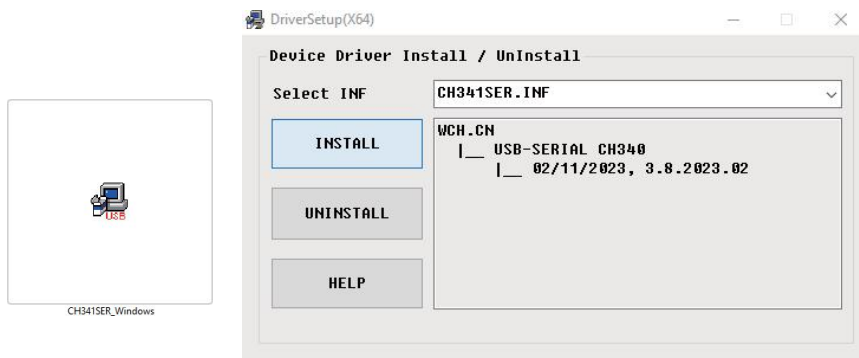 USB
CH341SER_Windows
DriverSetup(X64)
Device Driver Install / UnInstall
Select INF
CH341SER.INF
INSTALL
UNINSTALL
HELP
WCH.CN
|__ USB-SERIAL CH340
|__ 02/11/2023, 3.8.2023.02